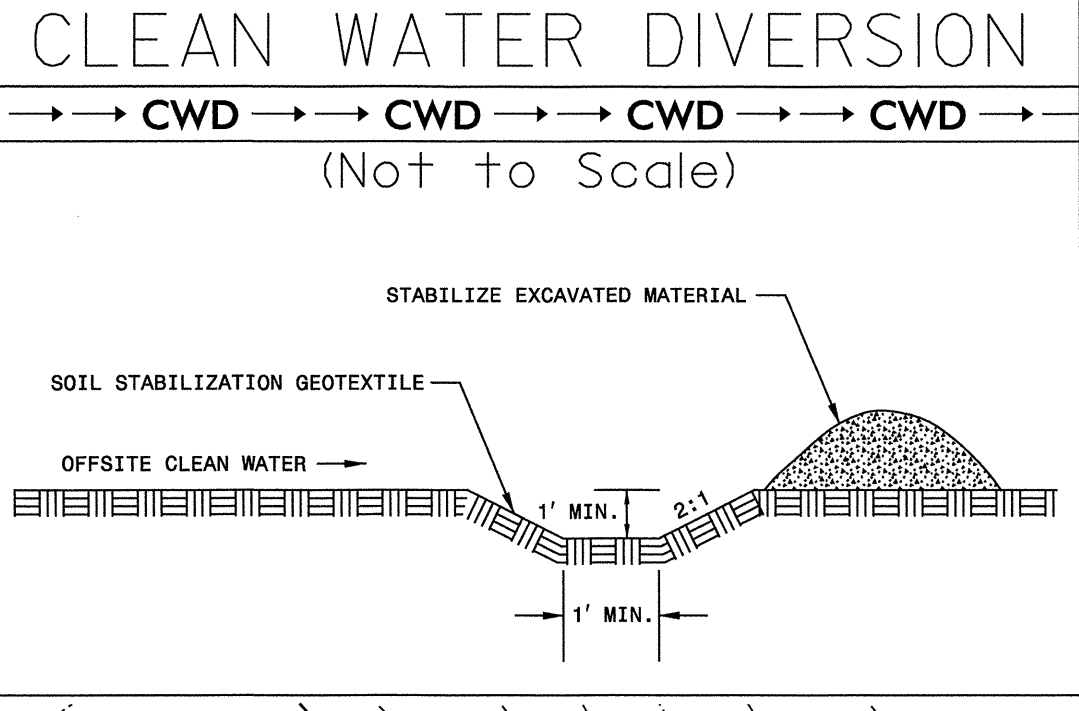 CLEAN WATER DIVERSION
CWD CWD CWD CWD
(Not to Scale)
STABILIZE EXCAVATED MATERIAL
SOIL STABILIZATION GEOTEXTILE
OFFSITE CLEAN WATER
1' MIN.
2:1
1' MIN.